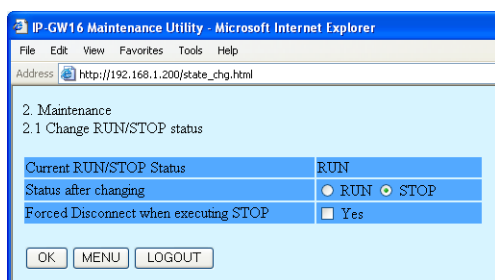 IP-GW16 Maintenance Utility - Microsoft Internet Explorer
File Edit View Favorites Tools Help
Address http://192.168.1.200/state_chg.html
2. Maintenance
2.1 Change RUN/STOP status
Current RUN/STOP Status RUN
Status after changing RUN STOP
Forced Disconnect when executing STOP Yes
OK MENU LOGOUT